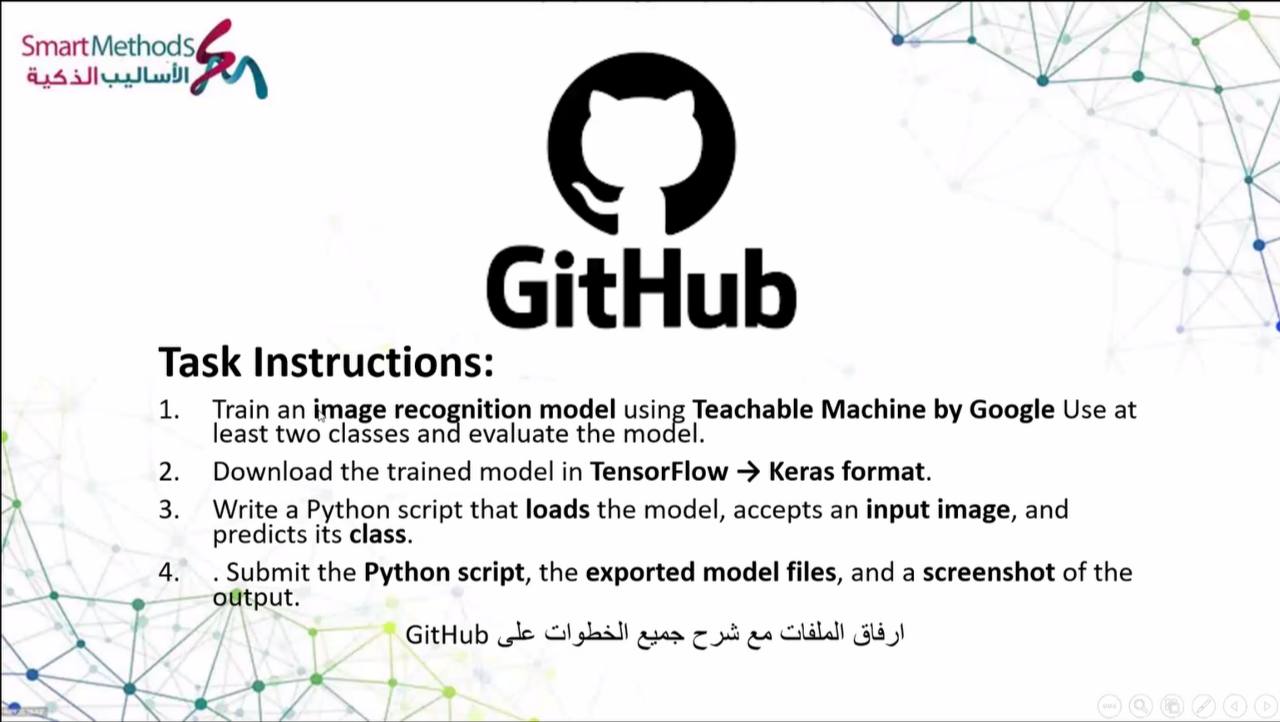 SmartMethods
الأساليب الذكية
GitHub
Task Instructions:
1. Train an image recognition model using Teachable Machine by Google Use at
least two classes and evaluate the model.
2. Download the trained model in TensorFlow → Keras format.
3. Write a Python script that loads the model, accepts an input image, and
predicts its class.
4. . Submit the Python script, the exported model files, and a screenshot of the
output.
ارفاق الملفات مع شرح جميع الخطوات على GitHub